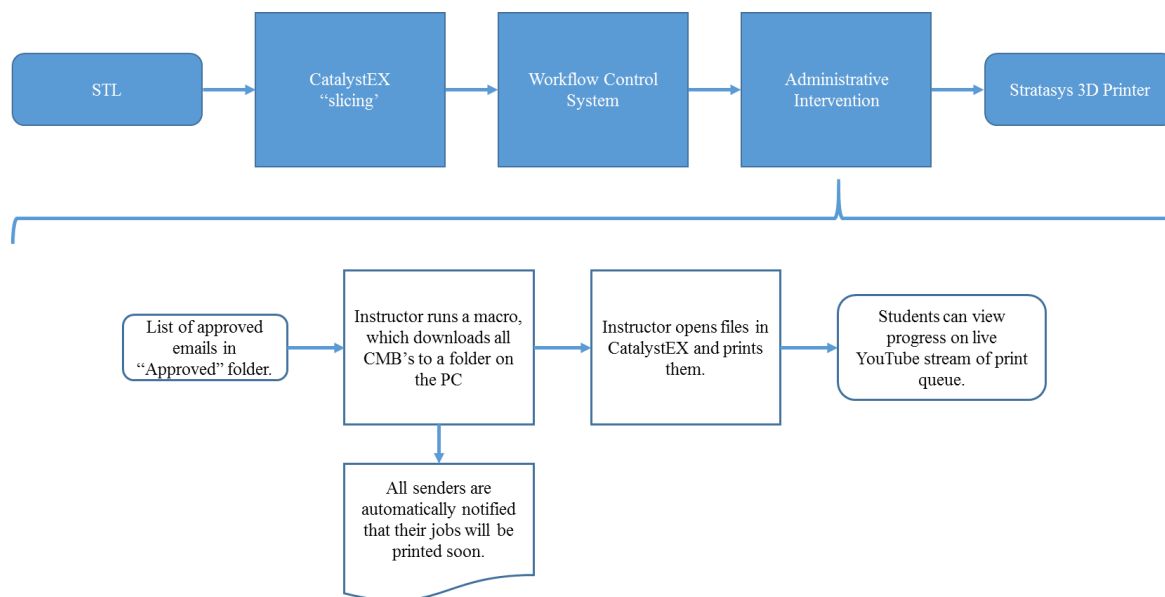 STL
CatalystEX
“slicing’
Workflow Control
System
Administrative
Intervention
Stratasys 3D Printer
List of approved
emails in
“Approved” folder.
Instructor runs a macro,
which downloads all
CMB’s to a folder on
the PC
Instructor opens files in
CatalystEX and prints
them.
Students can view
progress on live
YouTube stream of print
queue.
All senders are
automatically notified
that their jobs will be
printed soon.